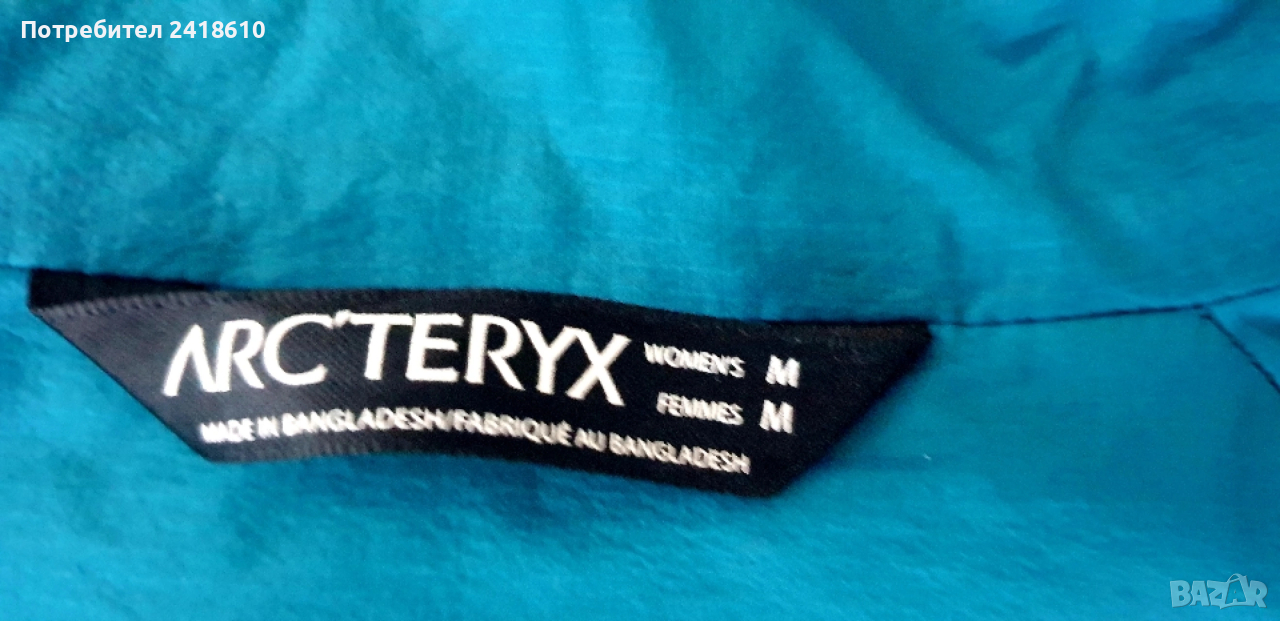 Потребител 2418610
ARC'TERYX WOMEN'S M
FEMMES M
MADE IN BANGLADESH/FABRIQUÉ AU BANGLADESH
BAZAR